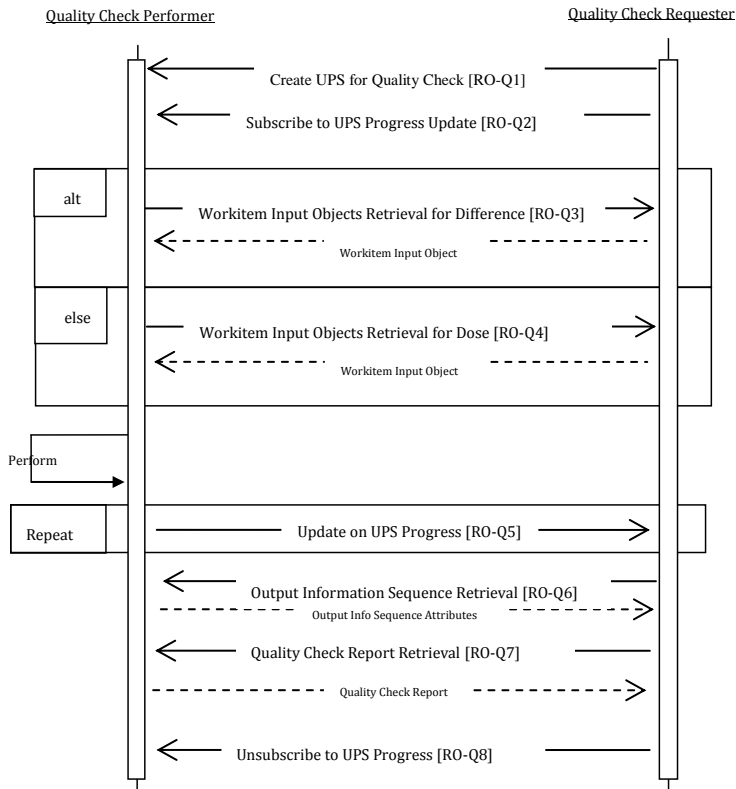 Quality Check Performer
Quality Check Requester
Create UPS for Quality Check [RO-Q1]
Subscribe to UPS Progress Update [RO-Q2]
alt
Workitem Input Objects Retrieval for Difference [RO-Q3]
Workitem Input Object
else
Workitem Input Objects Retrieval for Dose [RO-Q4]
Workitem Input Object
Perform
Repeat
Update on UPS Progress [RO-Q5]
Output Information Sequence Retrieval [RO-Q6]
Output Info Sequence Attributes
Quality Check Report Retrieval [RO-Q7]
Quality Check Report
Unsubscribe to UPS Progress [RO-Q8]